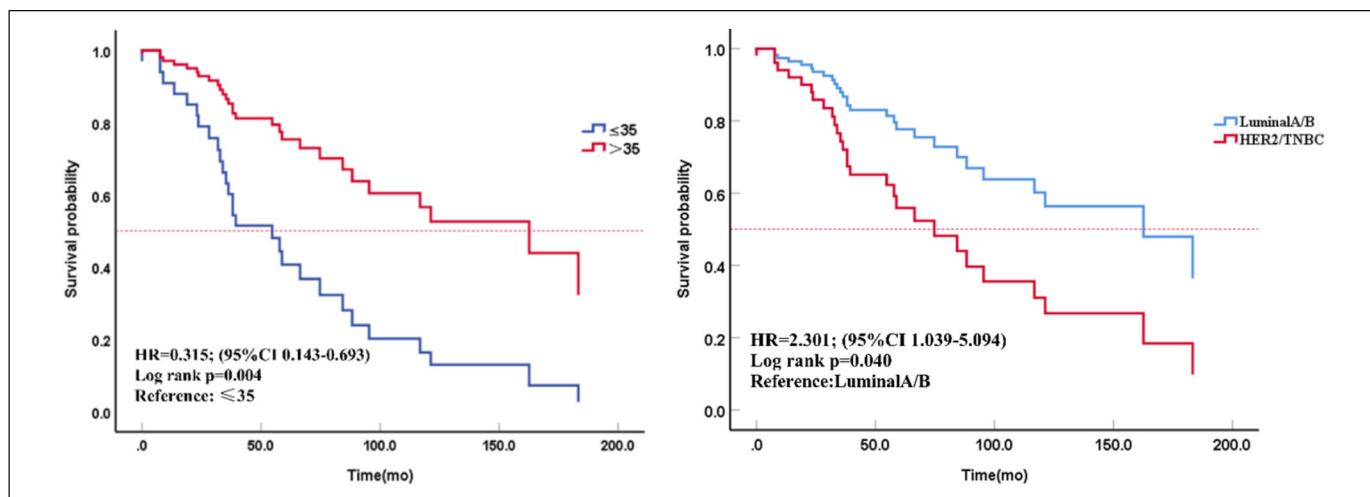 1.0
0.8
0.6
0.4
0.2
0.0
Survival probability
≤35
>35
HR=0.315; (95%CI 0.143-0.693)
Log rank p=0.004
Reference: ≤35
.0 50.0 100.0 150.0 200.0
Time(mo)
1.0
0.8
0.6
0.4
0.2
0.0
Survival probability
LuminalA/B
HER2/TNBC
HR=2.301; (95%CI 1.039-5.094)
Log rank p=0.040
Reference:LuminalA/B
.0 50.0 100.0 150.0 200.0
Time(mo)